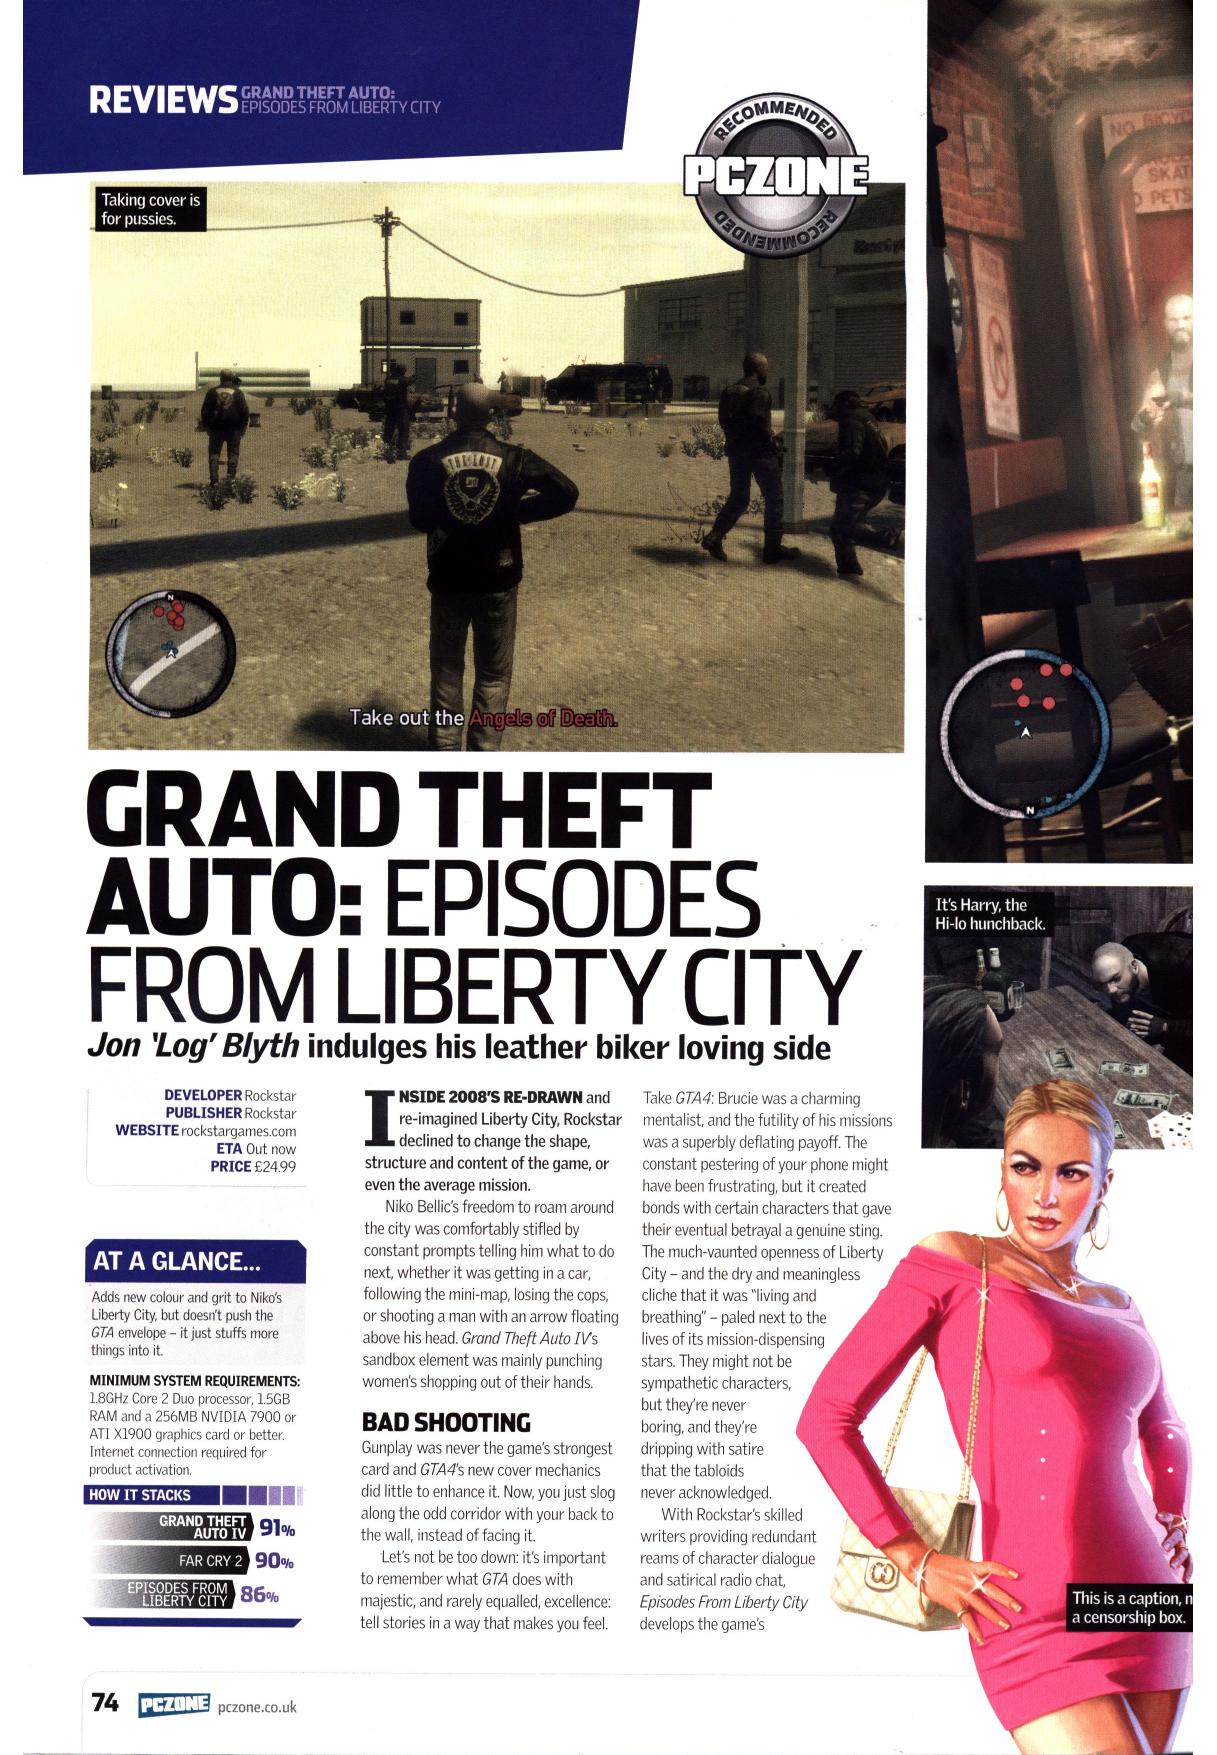 REVIEWS GRAND THEFT AUTO:
EPISODES FROM LIBERTY CITY
RECOMMENDED
PCZONE
RECOMMENDED
Taking cover is
for pussies.
THE LOST
N
Take out the Angels of Death.
GRAND THEFT
AUTO: EPISODES
FROM LIBERTY CITY
Jon 'Log' Blyth indulges his leather biker loving side
DEVELOPER Rockstar
PUBLISHER Rockstar
WEBSITE rockstargames.com
ETA Out now
PRICE £24.99
AT A GLANCE...
Adds new colour and grit to Niko's
Liberty City, but doesn't push the
GTA envelope – it just stuffs more
things into it.
MINIMUM SYSTEM REQUIREMENTS:
1.8GHz Core 2 Duo processor, 1.5GB
RAM and a 256MB NVIDIA 7900 or
ATI X1900 graphics card or better.
Internet connection required for
product activation.
HOW IT STACKS
GRAND THEFT
AUTO IV 91%
FAR CRY 2 90%
EPISODES FROM
LIBERTY CITY 86%
INSIDE 2008'S RE-DRAWN and
re-imagined Liberty City, Rockstar
declined to change the shape,
structure and content of the game, or
even the average mission.
Niko Bellic's freedom to roam around
the city was comfortably stifled by
constant prompts telling him what to do
next, whether it was getting in a car,
following the mini-map, losing the cops,
or shooting a man with an arrow floating
above his head. Grand Theft Auto IV's
sandbox element was mainly punching
women's shopping out of their hands.
BAD SHOOTING
Gunplay was never the game's strongest
card and GTA4's new cover mechanics
did little to enhance it. Now, you just slog
along the odd corridor with your back to
the wall, instead of facing it.
Let's not be too down: it's important
to remember what GTA does with
majestic, and rarely equalled, excellence:
tell stories in a way that makes you feel.
Take GTA4: Brucie was a charming
mentalist, and the futility of his missions
was a superbly deflating payoff. The
constant pestering of your phone might
have been frustrating, but it created
bonds with certain characters that gave
their eventual betrayal a genuine sting.
The much-vaunted openness of Liberty
City – and the dry and meaningless
cliche that it was "living and
breathing" – paled next to the
lives of its mission-dispensing
stars. They might not be
sympathetic characters,
but they're never
boring, and they're
dripping with satire
that the tabloids
never acknowledged.
With Rockstar's skilled
writers providing redundant
reams of character dialogue
and satirical radio chat,
Episodes From Liberty City
develops the game's
NO BICYC
SKAT
O PETS
N
It's Harry, the
Hi-lo hunchback.
This is a caption, n
a censorship box.
74 PCZONE pczone.co.uk